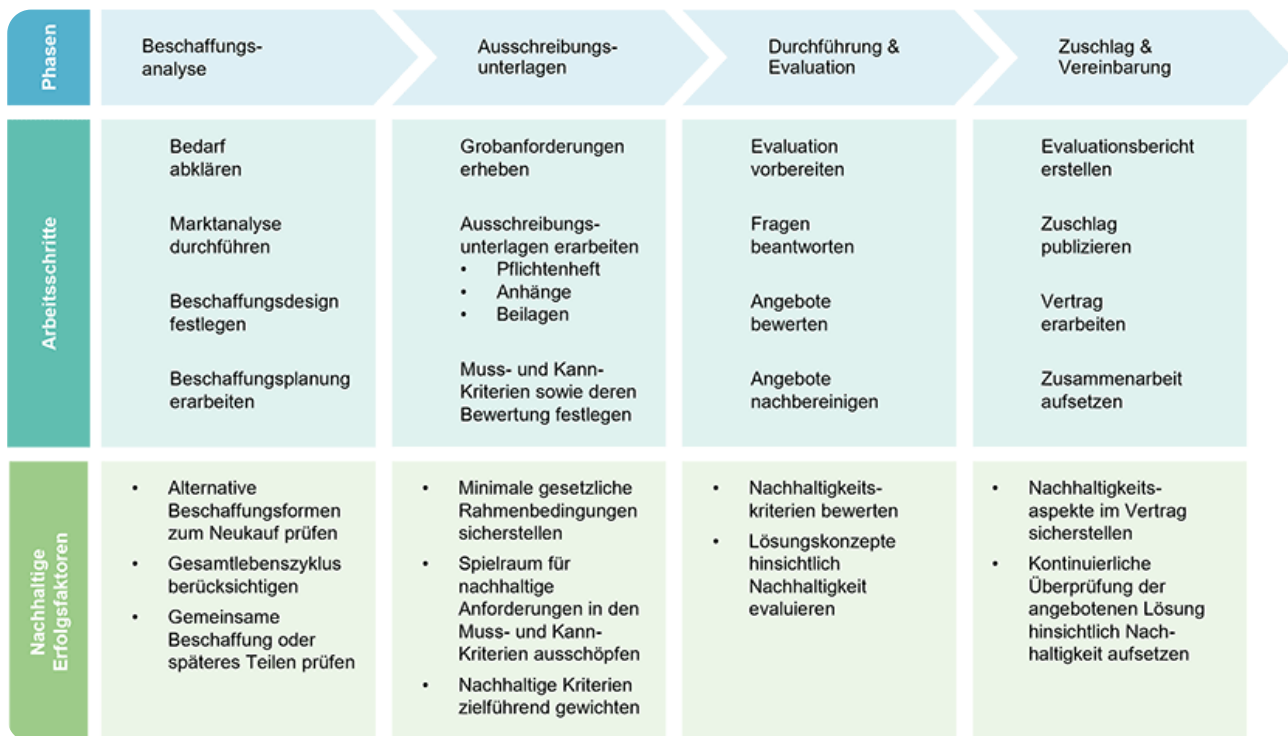 Phasen
Beschaffungs-
analyse
Ausschreibungs-
unterlagen
Durchführung &
Evaluation
Zuschlag &
Vereinbarung
Arbeitsschritte
Bedarf
abklären
Marktanalyse
durchführen
Beschaffungsdesign
festlegen
Beschaffungsplanung
erarbeiten
Grobanforderungen
erheben
Ausschreibungs-
unterlagen erarbeiten
• Pflichtenheft
• Anhänge
• Beilagen
Muss- und Kann-
Kriterien sowie deren
Bewertung festlegen
Evaluation
vorbereiten
Fragen
beantworten
Angebote
bewerten
Angebote
nachbereinigen
Evaluationsbericht
erstellen
Zuschlag
publizieren
Vertrag
erarbeiten
Zusammenarbeit
aufsetzen
Nachhaltige
Erfolgsfaktoren
• Alternative
Beschaffungsformen
zum Neukauf prüfen
• Gesamtlebenszyklus
berücksichtigen
• Gemeinsame
Beschaffung oder
späteres Teilen prüfen
• Minimale gesetzliche
Rahmenbedingungen
sicherstellen
• Spielraum für
nachhaltige
Anforderungen in den
Muss- und Kann-
Kriterien ausschöpfen
• Nachhaltige Kriterien
zielführend gewichten
• Nachhaltigkeits-
kriterien bewerten
• Lösungskonzepte
hinsichtlich
Nachhaltigkeit
evaluieren
• Nachhaltigkeits-
aspekte im Vertrag
sicherstellen
• Kontinuierliche
Überprüfung der
angebotenen Lösung
hinsichtlich Nach-
haltigkeit aufsetzen